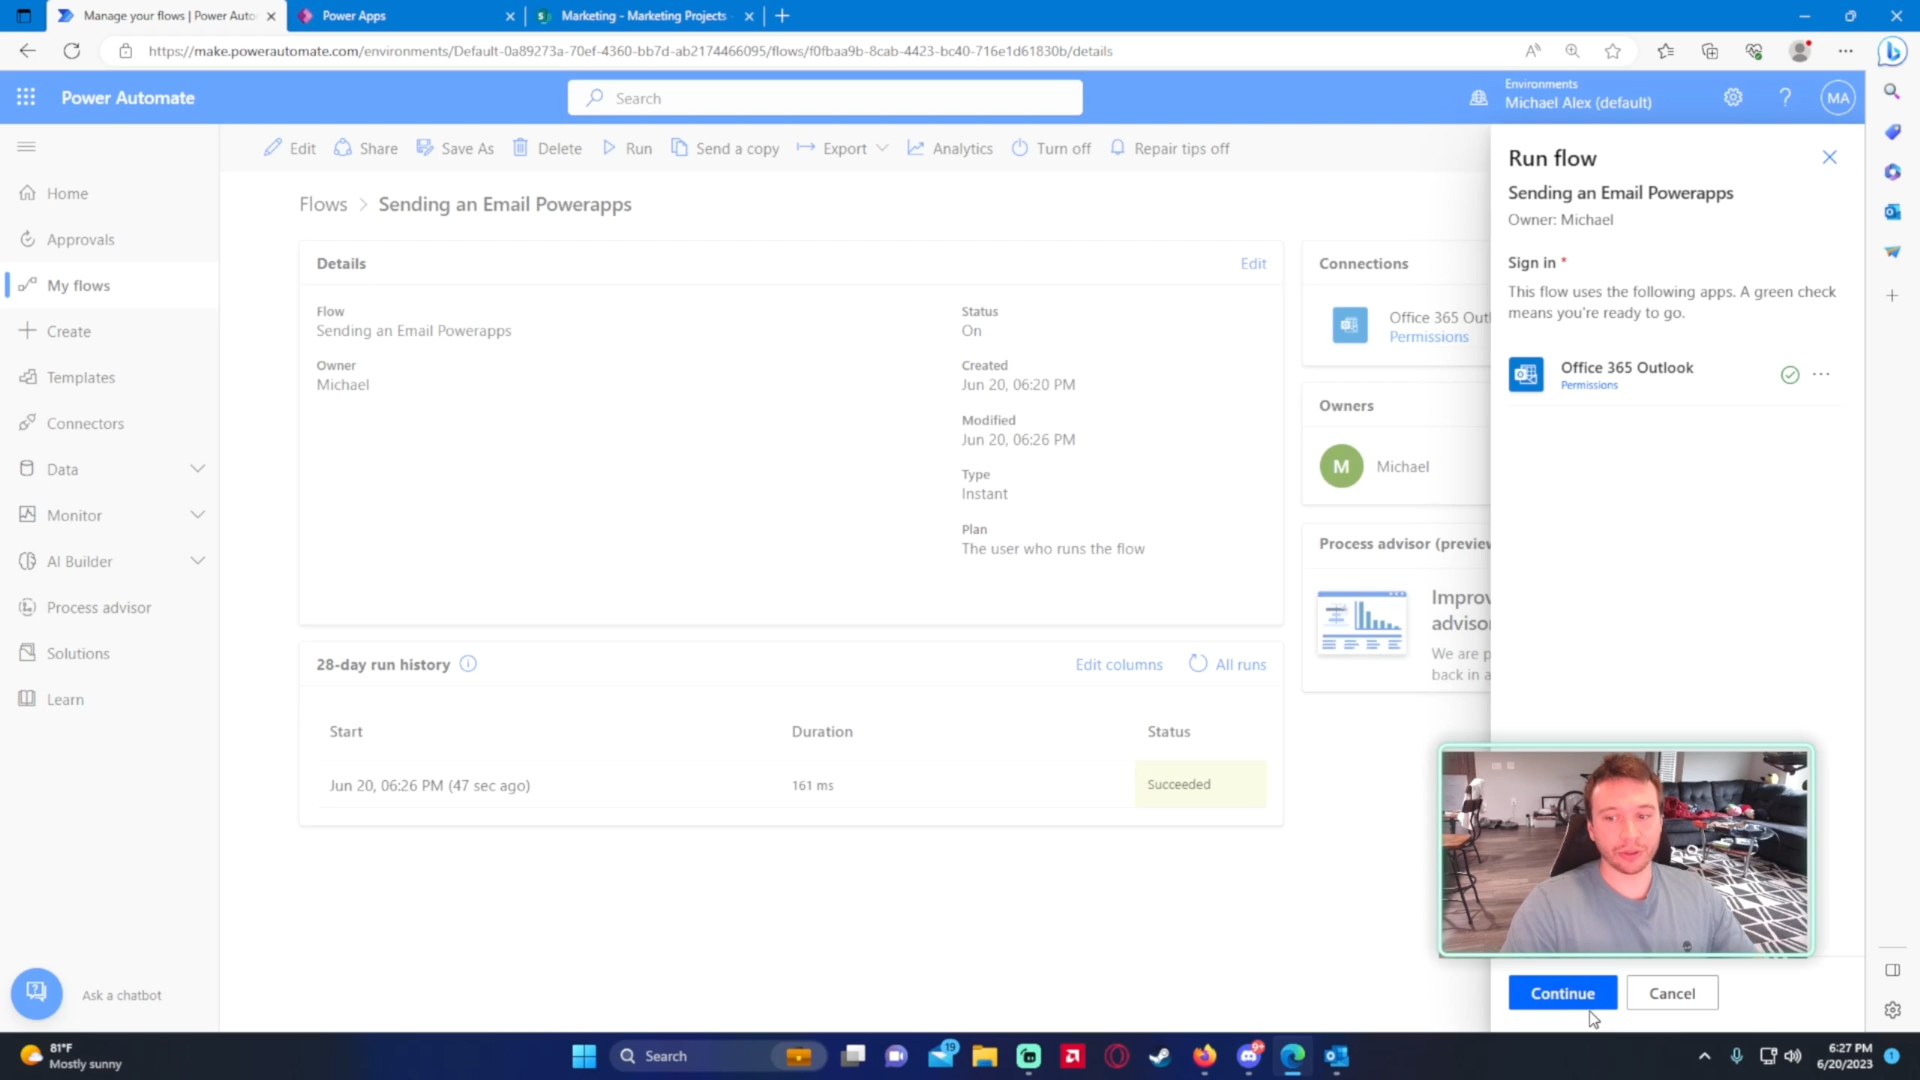 Manage your flows | Power Auto
Power Apps
Marketing - Marketing Projects
https://make.powerautomate.com/environments/Default-0a89273a-70ef-4360-bb7d-ab2174466095/flows/f0fbaa9b-8cab-4423-bc40-716e1d61830b/details
Power Automate
Search
Environments
Michael Alex (default)
MA
Edit
Share
Save As
Delete
Run
Send a copy
Export
Analytics
Turn off
Repair tips off
Home
Approvals
My flows
Create
Templates
Connectors
Data
Monitor
AI Builder
Process advisor
Solutions
Learn
Ask a chatbot
Flows > Sending an Email Powerapps
Details
Edit
Flow
Sending an Email Powerapps
Owner
Michael
Status
On
Created
Jun 20, 06:20 PM
Modified
Jun 20, 06:26 PM
Type
Instant
Plan
The user who runs the flow
28-day run history
Edit columns
All runs
Start
Duration
Status
Jun 20, 06:26 PM (47 sec ago)
161 ms
Succeeded
Connections
Office 365 Outl
Permissions
Owners
M
Michael
Process advisor (preview
Improv
adviso
We are p
back in a
Run flow
Sending an Email Powerapps
Owner: Michael
Sign in *
This flow uses the following apps. A green check
means you're ready to go.
Office 365 Outlook
Permissions
Continue
Cancel
81°F
Mostly sunny
Search
19
9+
6:27 PM
6/20/2023
1